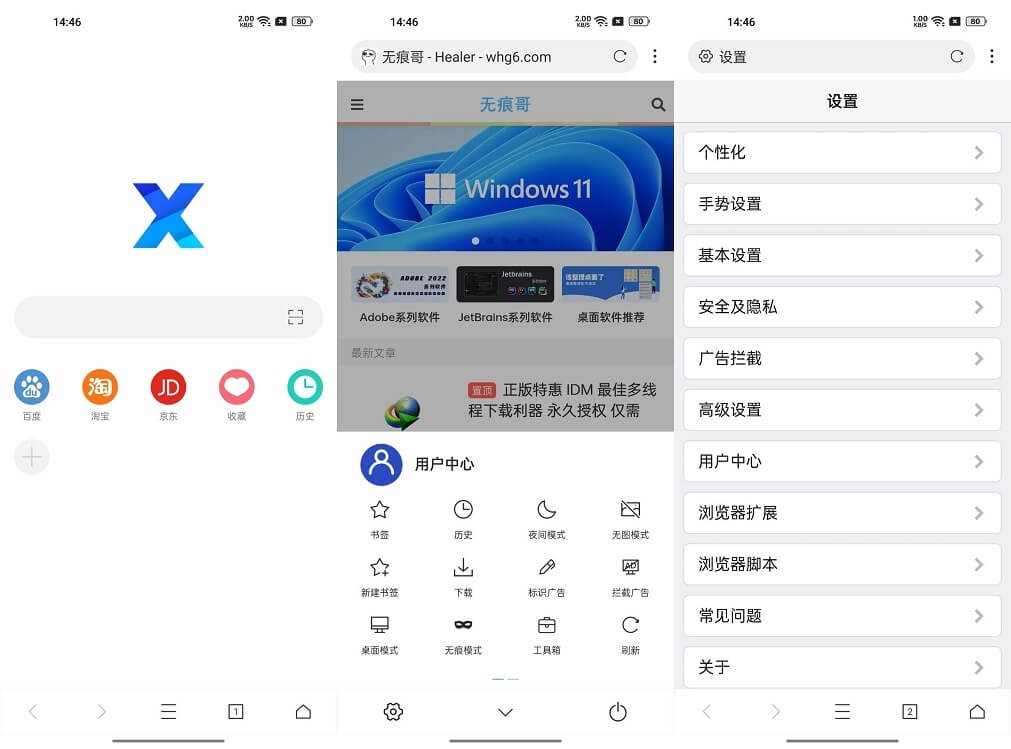 14:46
2.00
KB/S
80
百度
淘宝
京东
收藏
历史
1
14:46
2.00
KB/S
80
无痕哥 - Healer - whg6.com
无痕哥
Windows 11
ADOBE 2022
系列软件
Jetbrains
Adobe系列软件
JetBrains系列软件
桌面软件推荐
最新文章
置顶 正版特惠 IDM 最佳多线
程下载利器 永久授权 仅需
用户中心
书签
历史
夜间模式
无图模式
新建书签
下载
标识广告
拦截广告
桌面模式
无痕模式
工具箱
刷新
14:46
1.00
KB/S
80
设置
设置
个性化
手势设置
基本设置
安全及隐私
广告拦截
高级设置
用户中心
浏览器扩展
浏览器脚本
常见问题
关于
2